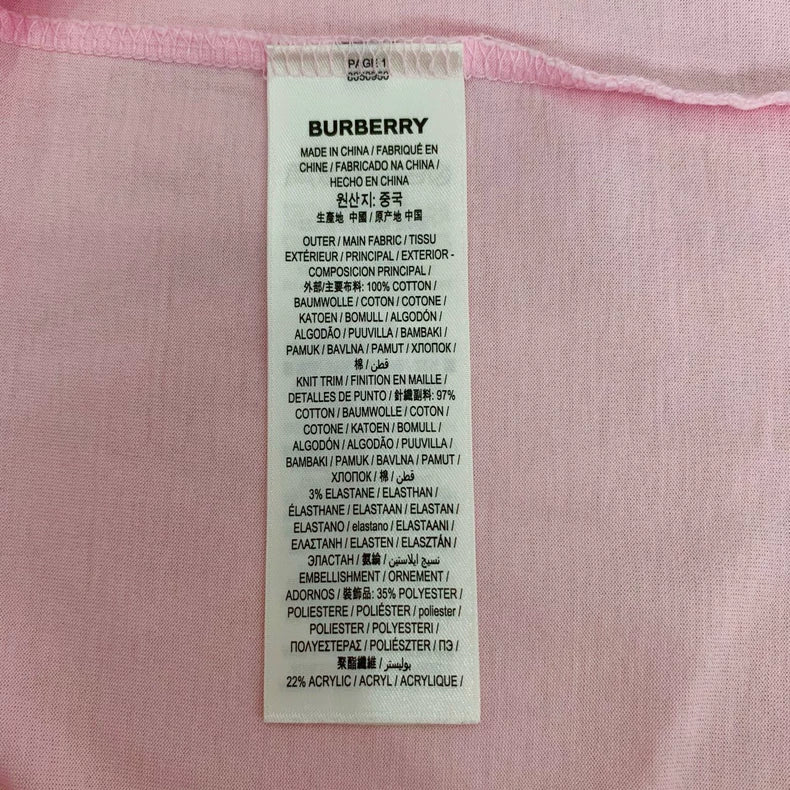 PAGE 1
BURBERRY
MADE IN CHINA / FABRIQUÉ EN
CHINE / FABRICADO NA CHINA /
HECHO EN CHINA
원산지: 중국
生產地 中國 / 原产地 中国
OUTER / MAIN FABRIC / TISSU
EXTÉRIEUR / PRINCIPAL / EXTERIOR -
COMPOSICION PRINCIPAL /
外部/主要布料: 100% COTTON /
BAUMWOLLE / COTON / COTONE /
KATOEN / BOMULL / ALGODÓN /
ALGODÃO / PUUVILLA / BAMBAKI /
PAMUK / BAVLNA / PAMUT / ХЛОПОК /
棉 / قطن
KNIT TRIM / FINITION EN MAILLE /
DETALLES DE PUNTO / 針織副料: 97%
COTTON / BAUMWOLLE / COTON /
COTONE / KATOEN / BOMULL /
ALGODÓN / ALGODÃO / PUUVILLA /
BAMBAKI / PAMUK / BAVLNA / PAMUT /
ХЛОПОК / 棉 / قطن
3% ELASTANE / ELASTHAN /
ÉLASTHANE / ELASTAAN / ELASTAN /
ELASTANO / elastano / ELASTAANI /
ΕΛΑΣΤΑΝΗ / ELASTEN / ELASZTÁN /
ЭЛАСТАН / 氨綸 / نسيج ايلاستين
EMBELLISHMENT / ORNEMENT /
ADORNOS / 裝飾品: 35% POLYESTER /
POLIESTERE / POLIÉSTER / poliester /
POLIESTER / POLYESTERI /
ΠΟΛΥΕΣΤΕΡΑΣ / POLIÉSZTER / ПЭ /
聚酯纖維 / بوليستر
22% ACRYLIC / ACRYL / ACRYLIQUE /